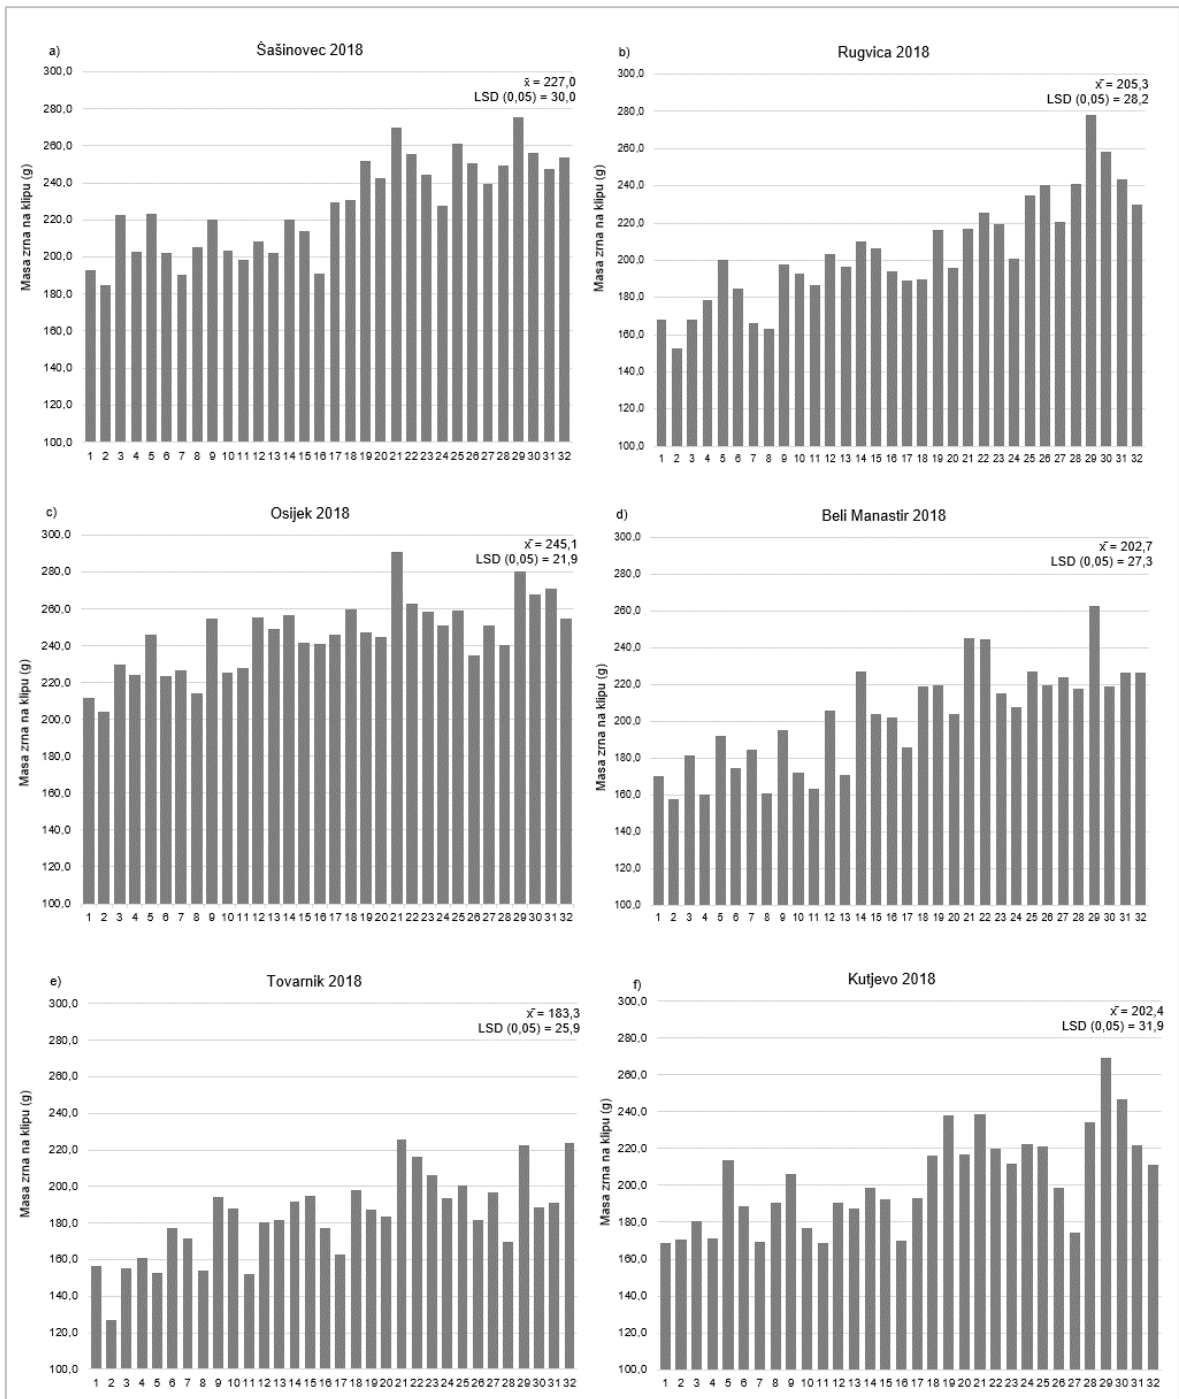 a)
Šašinovec 2018
x̄ = 227,0
LSD (0,05) = 30,0
Masa zrna na klipu (g)
300,0
280,0
260,0
240,0
220,0
200,0
180,0
160,0
140,0
120,0
100,0
1 2 3 4 5 6 7 8 9 10 11 12 13 14 15 16 17 18 19 20 21 22 23 24 25 26 27 28 29 30 31 32
b)
Rugvica 2018
x̄ = 205,3
LSD (0,05) = 28,2
Masa zrna na klipu (g)
300,0
280,0
260,0
240,0
220,0
200,0
180,0
160,0
140,0
120,0
100,0
1 2 3 4 5 6 7 8 9 10 11 12 13 14 15 16 17 18 19 20 21 22 23 24 25 26 27 28 29 30 31 32
c)
Osijek 2018
x̄ = 245,1
LSD (0,05) = 21,9
Masa zrna na klipu (g)
300,0
280,0
260,0
240,0
220,0
200,0
180,0
160,0
140,0
120,0
100,0
1 2 3 4 5 6 7 8 9 10 11 12 13 14 15 16 17 18 19 20 21 22 23 24 25 26 27 28 29 30 31 32
d)
Beli Manastir 2018
x̄ = 202,7
LSD (0,05) = 27,3
Masa zrna na klipu (g)
300,0
280,0
260,0
240,0
220,0
200,0
180,0
160,0
140,0
120,0
100,0
1 2 3 4 5 6 7 8 9 10 11 12 13 14 15 16 17 18 19 20 21 22 23 24 25 26 27 28 29 30 31 32
e)
Tovarnik 2018
x̄ = 183,3
LSD (0,05) = 25,9
Masa zrna na klipu (g)
300,0
280,0
260,0
240,0
220,0
200,0
180,0
160,0
140,0
120,0
100,0
1 2 3 4 5 6 7 8 9 10 11 12 13 14 15 16 17 18 19 20 21 22 23 24 25 26 27 28 29 30 31 32
f)
Kutjevo 2018
x̄ = 202,4
LSD (0,05) = 31,9
Masa zrna na klipu (g)
300,0
280,0
260,0
240,0
220,0
200,0
180,0
160,0
140,0
120,0
100,0
1 2 3 4 5 6 7 8 9 10 11 12 13 14 15 16 17 18 19 20 21 22 23 24 25 26 27 28 29 30 31 32